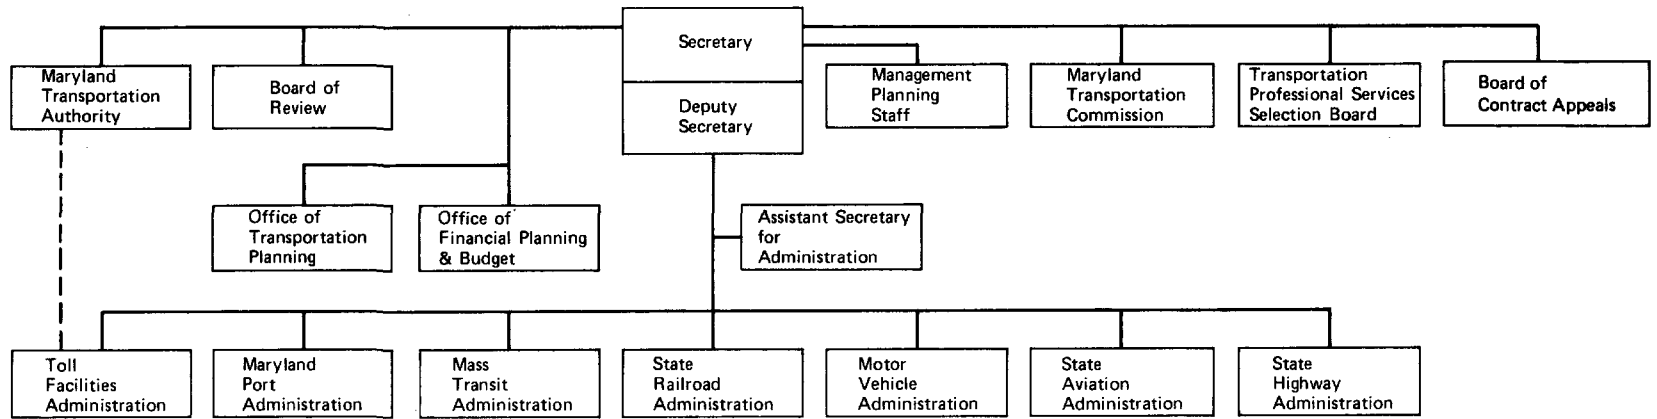 Secretary
Deputy
Secretary
Maryland
Transportation
Authority
Board of
Review
Management
Planning
Staff
Maryland
Transportation
Commission
Transportation
Professional Services
Selection Board
Board of
Contract Appeals
Office of
Transportation
Planning
Office of
Financial Planning
& Budget
Assistant Secretary
for
Administration
Toll
Facilities
Administration
Maryland
Port
Administration
Mass
Transit
Administration
State
Railroad
Administration
Motor
Vehicle
Administration
State
Aviation
Administration
State
Highway
Administration